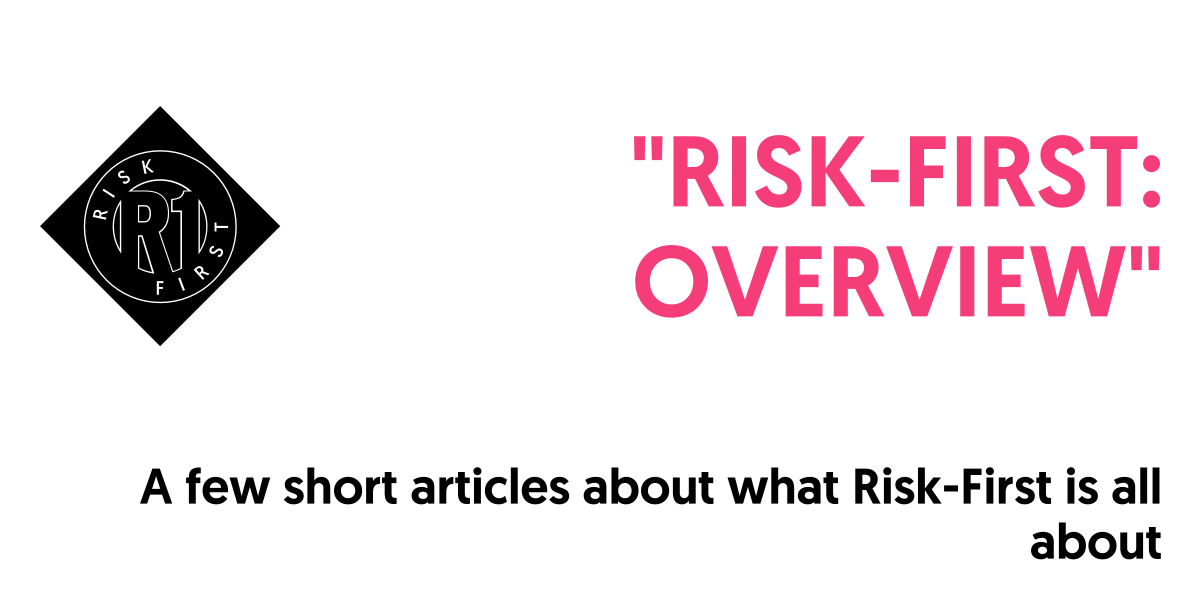 RISK
R1
FIRST
"RISK-FIRST:
OVERVIEW"
A few short articles about what Risk-First is all
about